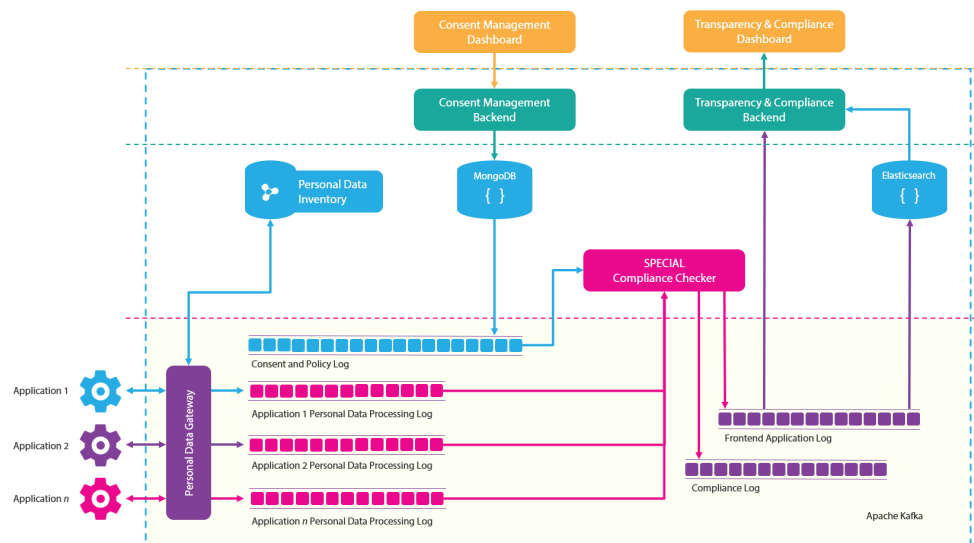 Consent Management
Dashboard
Transparency & Compliance
Dashboard
Consent Management
Backend
Transparency & Compliance
Backend
Personal Data
Inventory
MongoDB
{ }
Elasticsearch
{ }
SPECIAL
Compliance Checker
Consent and Policy Log
Application 1
Application 1 Personal Data Processing Log
Application 2
Application 2 Personal Data Processing Log
Application n
Application n Personal Data Processing Log
Personal Data Gateway
Frontend Application Log
Compliance Log
Apache Kafka